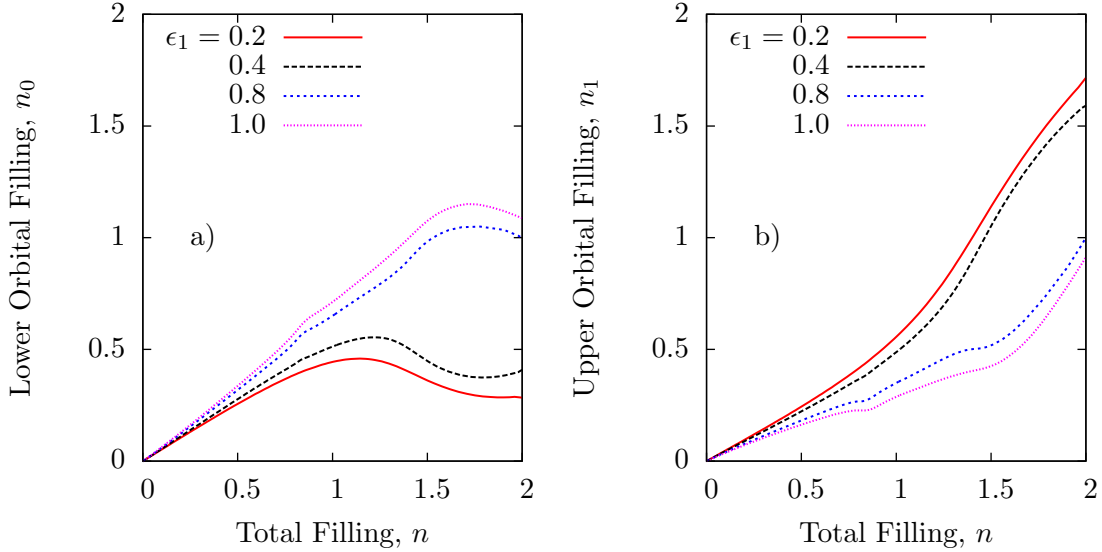 Lower Orbital Filling, n₀
2
1.5
1
0.5
0
0 0.5 1 1.5 2
Total Filling, n
a)
ϵ₁ = 0.2
0.4
0.8
1.0
Upper Orbital Filling, n₁
2
1.5
1
0.5
0
0 0.5 1 1.5 2
Total Filling, n
b)
ϵ₁ = 0.2
0.4
0.8
1.0